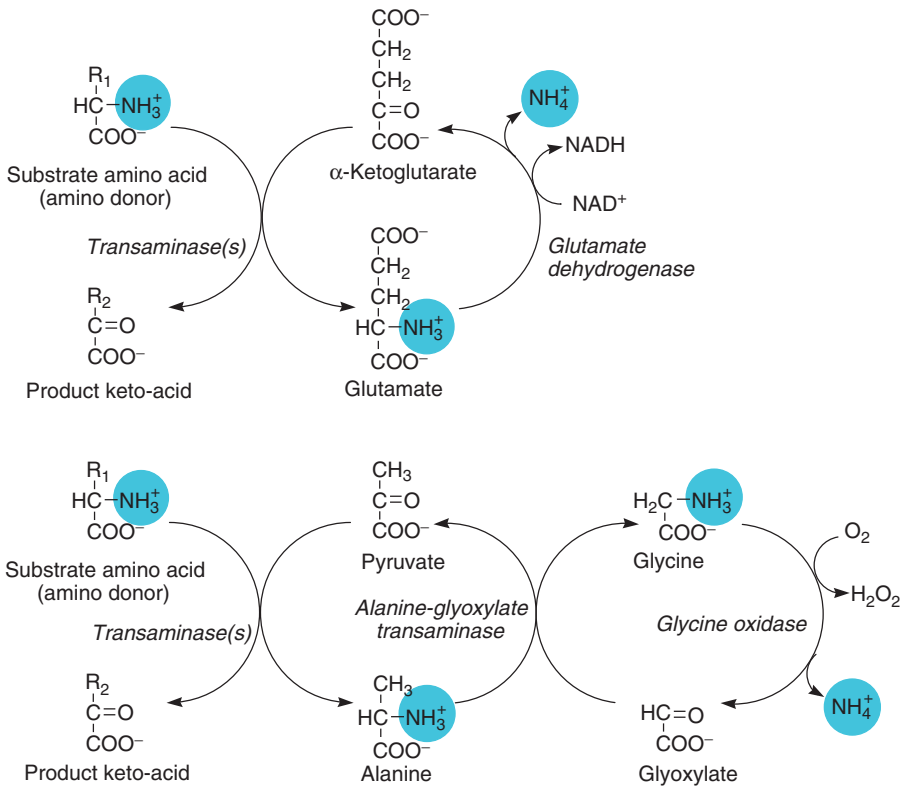 COO⁻
CH₂
CH₂
C=O
COO⁻
α-Ketoglutarate
R₁
HC–NH₃⁺
COO⁻
Substrate amino acid
(amino donor)
NH₄⁺
NADH
NAD⁺
Transaminase(s)
Glutamate
dehydrogenase
R₂
C=O
COO⁻
Product keto-acid
COO⁻
CH₂
CH₂
HC–NH₃⁺
COO⁻
Glutamate
R₁
HC–NH₃⁺
COO⁻
Substrate amino acid
(amino donor)
CH₃
C=O
COO⁻
Pyruvate
H₂C–NH₃⁺
COO⁻
Glycine
O₂
H₂O₂
Transaminase(s)
Alanine-glyoxylate
transaminase
Glycine oxidase
R₂
C=O
COO⁻
Product keto-acid
CH₃
HC–NH₃⁺
COO⁻
Alanine
HC=O
COO⁻
Glyoxylate
NH₄⁺